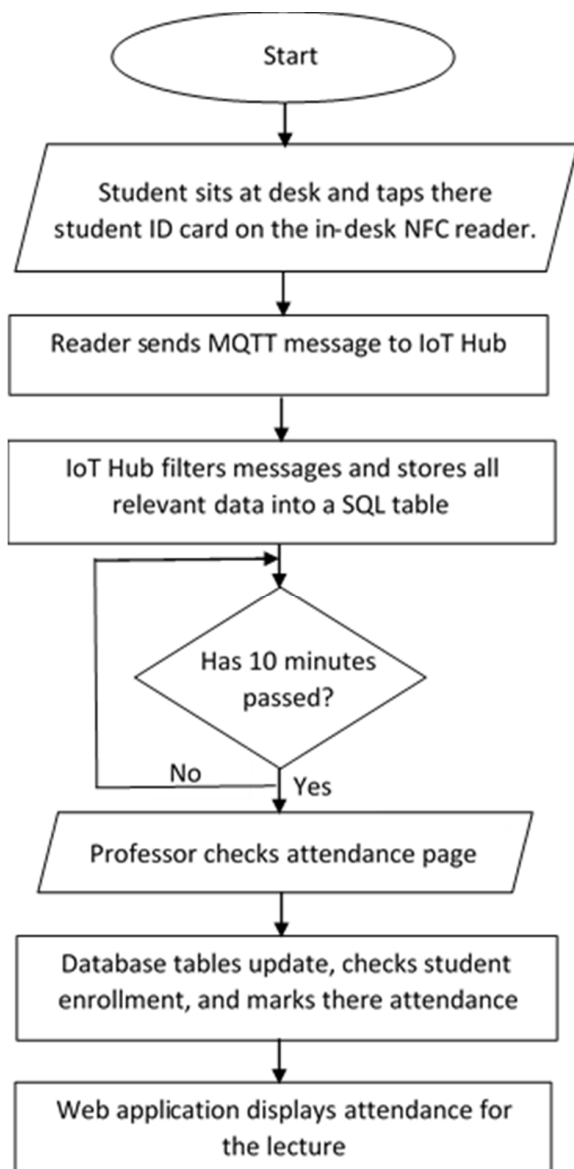 Start
Student sits at desk and taps there
student ID card on the in-desk NFC reader.
Reader sends MQTT message to IoT Hub
IoT Hub filters messages and stores all
relevant data into a SQL table
Has 10 minutes
passed?
No
Yes
Professor checks attendance page
Database tables update, checks student
enrollment, and marks there attendance
Web application displays attendance for
the lecture